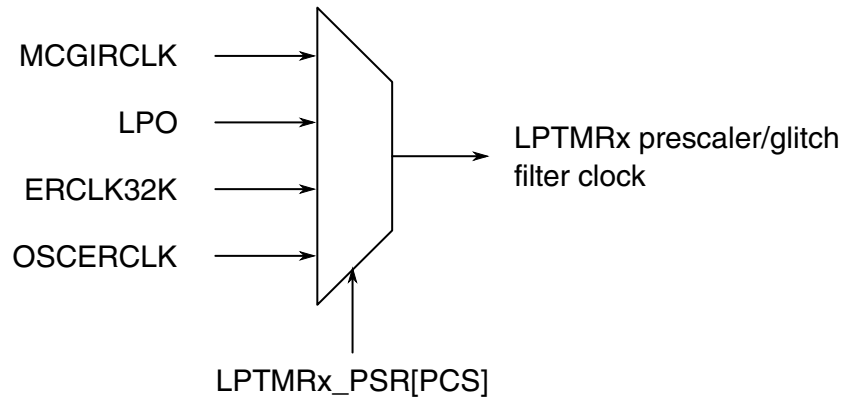 MCGIRCLK
LPO
ERCLK32K
OSCERCLK
LPTMRx prescaler/glitch
filter clock
LPTMRx_PSR[PCS]